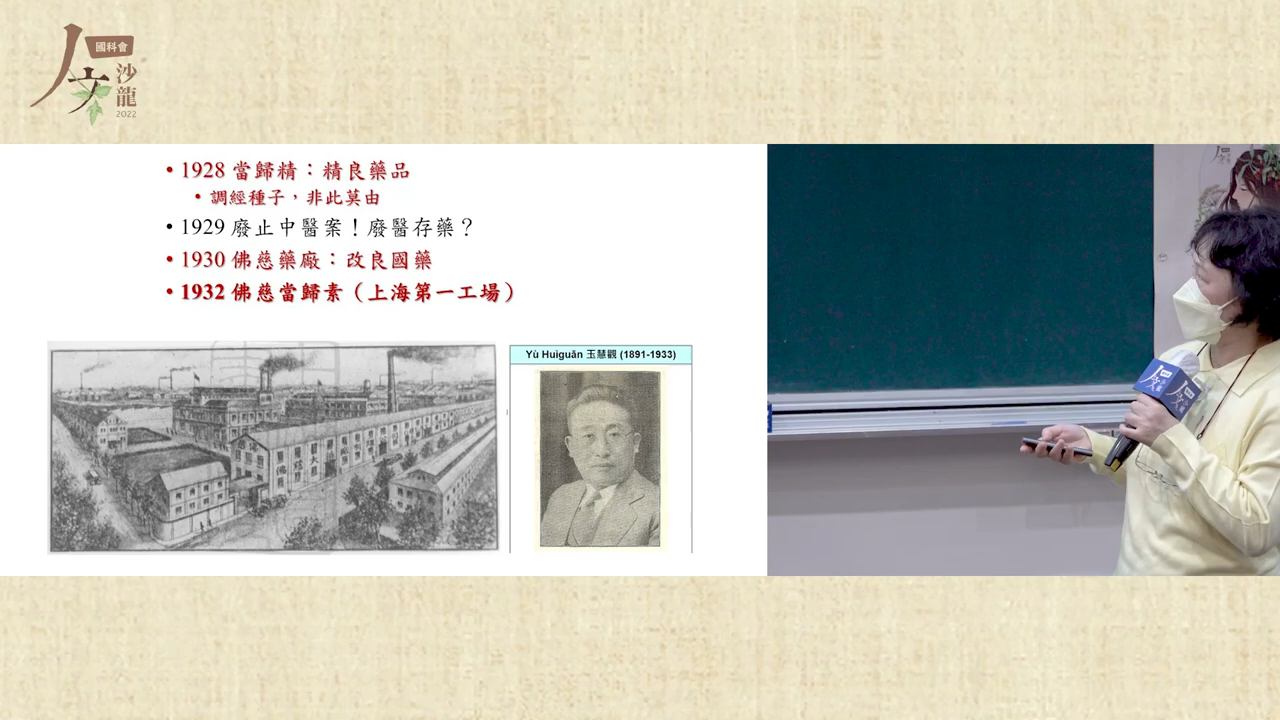 國科會
人文
沙龍
2022
• 1928 當歸精：精良藥品
• 調經種子，非此莫由
• 1929 廢止中醫案！廢醫存藥？
• 1930 佛慈藥廠：改良國藥
• 1932 佛慈當歸素（上海第一工場）
Yù Huiguān 玉慧觀 (1891-1933)